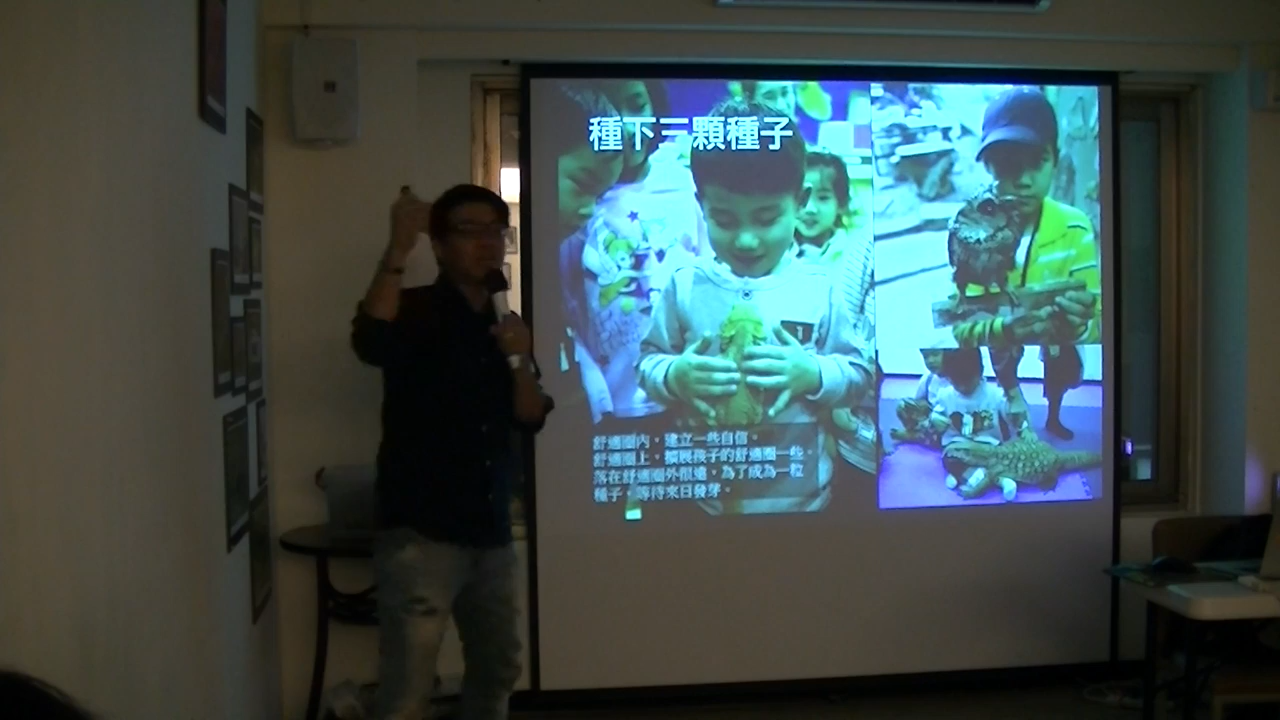 種下三顆種子
舒適圈內，建立一些自信。
舒適圈上，擴展孩子的舒適圈一些。
落在舒適圈外很遠，為了成為一粒
種子，等待來日發芽。